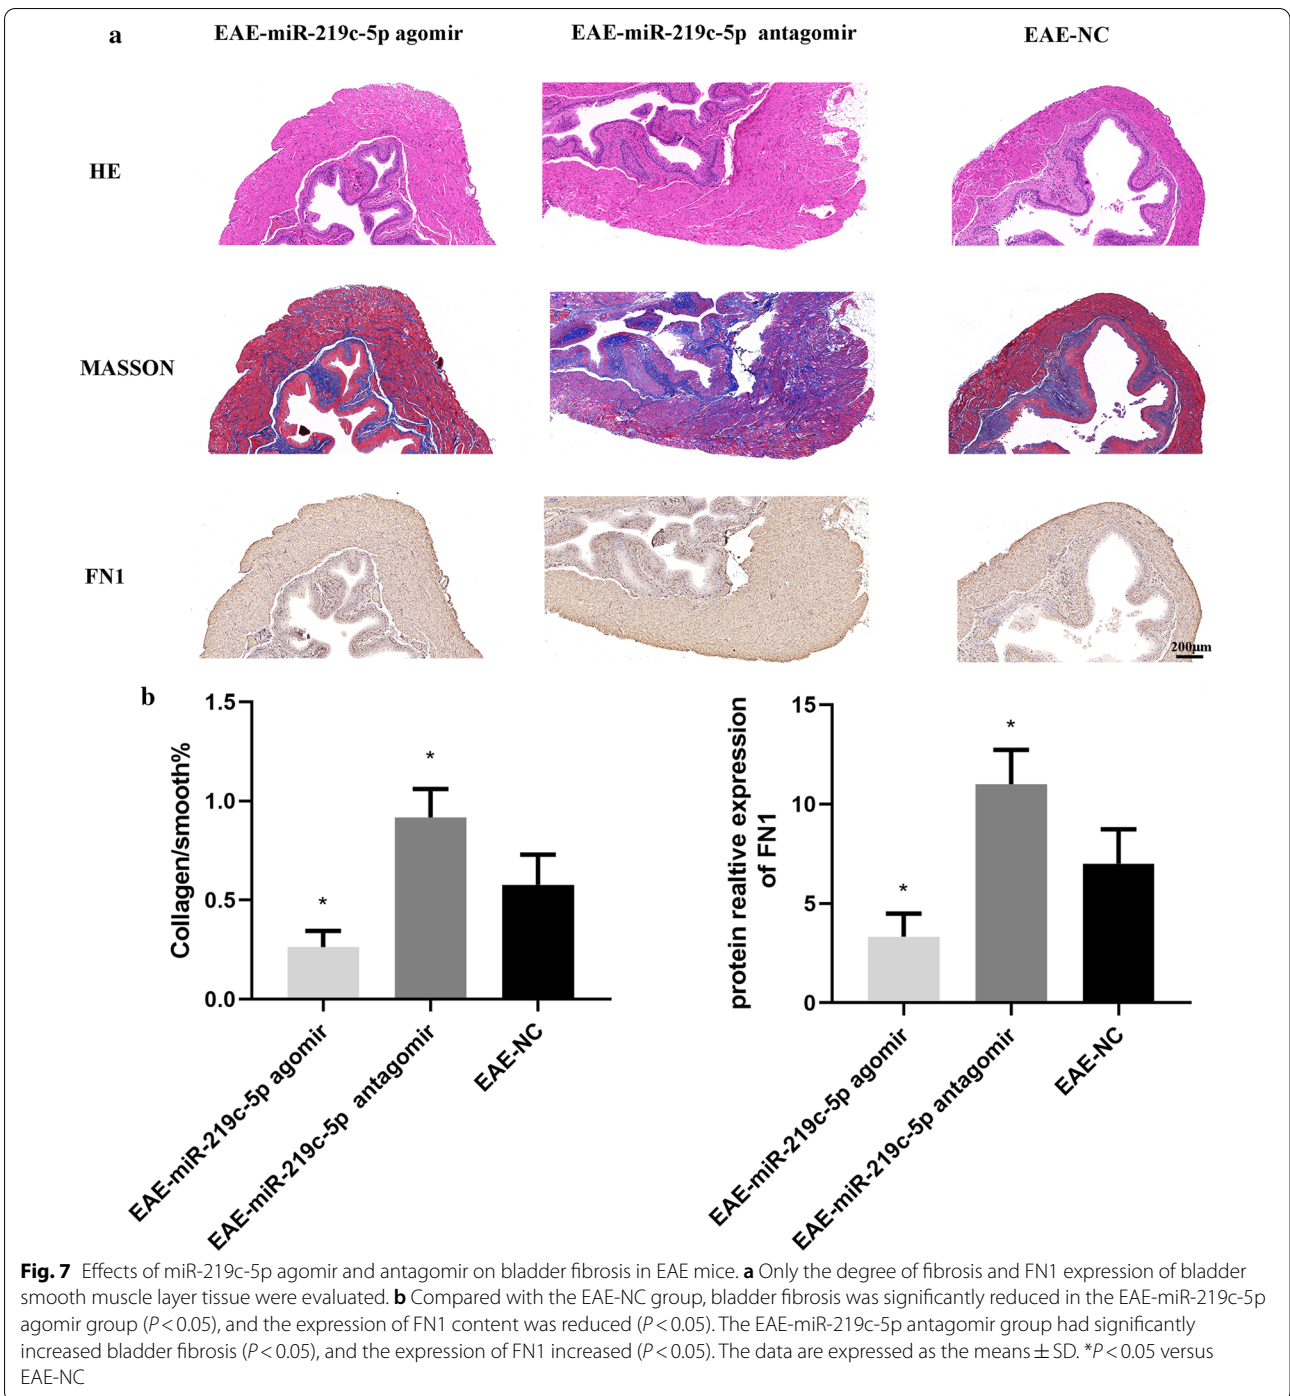 a
EAE-miR-219c-5p agomir
EAE-miR-219c-5p antagomir
EAE-NC
HE
MASSON
FN1
200μm
b
Collagen/smooth%
1.5
1.0
0.5
0.0
*
*
EAE-miR-219c-5p agomir
EAE-miR-219c-5p antagomir
EAE-NC
protein realtive expression
of FN1
15
10
5
0
*
*
EAE-miR-219c-5p agomir
EAE-miR-219c-5p antagomir
EAE-NC
Fig. 7 Effects of miR-219c-5p agomir and antagomir on bladder fibrosis in EAE mice. a Only the degree of fibrosis and FN1 expression of bladder
smooth muscle layer tissue were evaluated. b Compared with the EAE-NC group, bladder fibrosis was significantly reduced in the EAE-miR-219c-5p
agomir group (P < 0.05), and the expression of FN1 content was reduced (P < 0.05). The EAE-miR-219c-5p antagomir group had significantly
increased bladder fibrosis (P < 0.05), and the expression of FN1 increased (P < 0.05). The data are expressed as the means ± SD. *P < 0.05 versus
EAE-NC